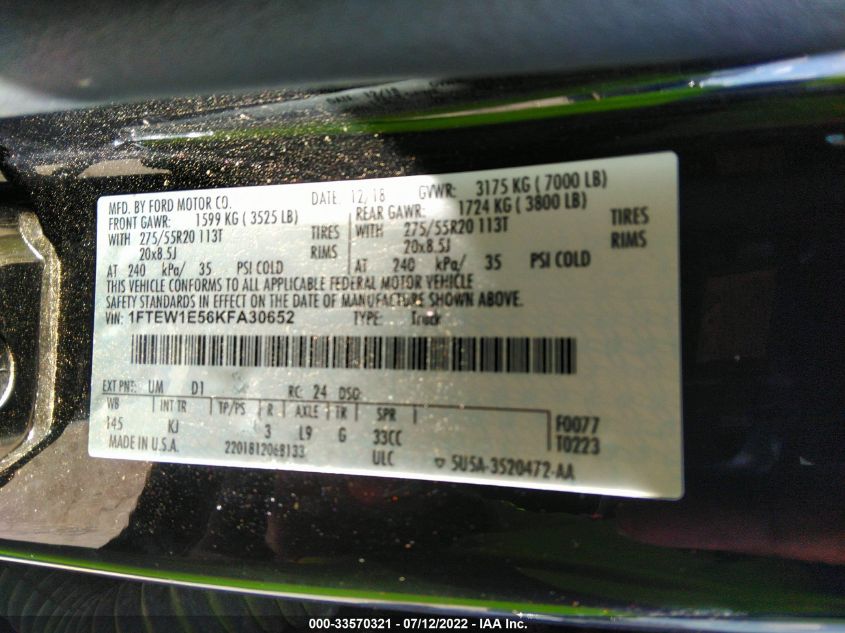 MFD. BY FORD MOTOR CO. DATE: 12/18 GVWR: 3175 KG ( 7000 LB)
FRONT GAWR: 1599 KG ( 3525 LB) REAR GAWR: 1724 KG ( 3800 LB)
WITH 275/55R20 113T TIRES WITH 275/55R20 113T TIRES
20x8.5J RIMS 20x8.5J RIMS
AT 240 kPa/ 35 PSI COLD AT 240 kPa/ 35 PSI COLD
THIS VEHICLE CONFORMS TO ALL APPLICABLE FEDERAL MOTOR VEHICLE
SAFETY STANDARDS IN EFFECT ON THE DATE OF MANUFACTURE SHOWN ABOVE.
VIN: 1FTEW1E56KFA30652 TYPE: Truck
EXT PNT: UM D1 RC: 24 DSO:
WB INT TR TP/PS R AXLE TR SPR F0077
145 KJ 3 L9 G 33CC T0223
MADE IN U.S.A. 220181206B133 ULC 5U5A-3520472-AA
000-33570321 - 07/12/2022 - IAA Inc.